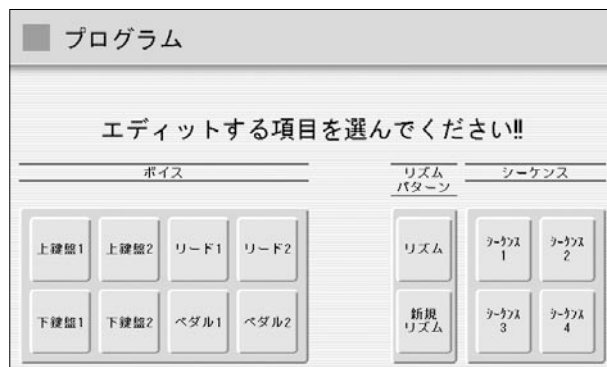 プログラム
エディットする項目を選んでください!!
ボイス
リズム
パターン
シーケンス
上鍵盤1
上鍵盤2
リード1
リード2
リズム
シーケンス
1
シーケンス
2
下鍵盤1
下鍵盤2
ペダル1
ペダル2
新規
リズム
シーケンス
3
シーケンス
4